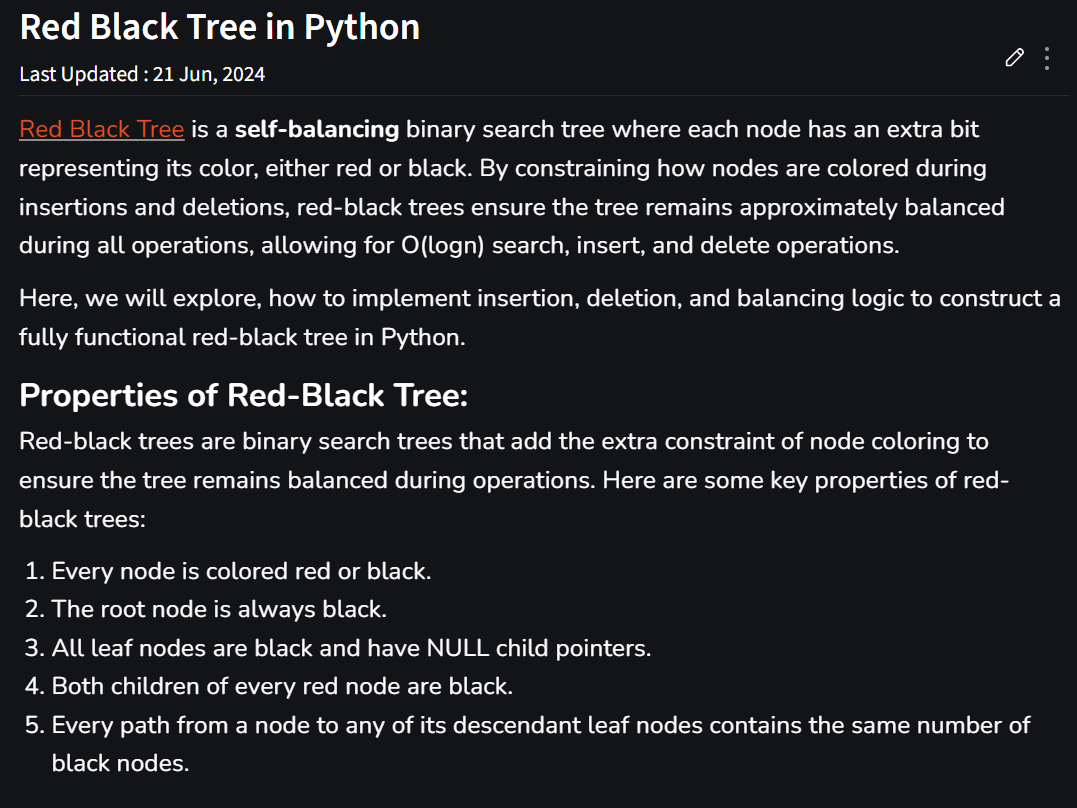 Red Black Tree in Python
Last Updated : 21 Jun, 2024
Red Black Tree is a self-balancing binary search tree where each node has an extra bit
representing its color, either red or black. By constraining how nodes are colored during
insertions and deletions, red-black trees ensure the tree remains approximately balanced
during all operations, allowing for O(logn) search, insert, and delete operations.
Here, we will explore, how to implement insertion, deletion, and balancing logic to construct a
fully functional red-black tree in Python.
Properties of Red-Black Tree:
Red-black trees are binary search trees that add the extra constraint of node coloring to
ensure the tree remains balanced during operations. Here are some key properties of red-
black trees:
1. Every node is colored red or black.
2. The root node is always black.
3. All leaf nodes are black and have NULL child pointers.
4. Both children of every red node are black.
5. Every path from a node to any of its descendant leaf nodes contains the same number of
black nodes.